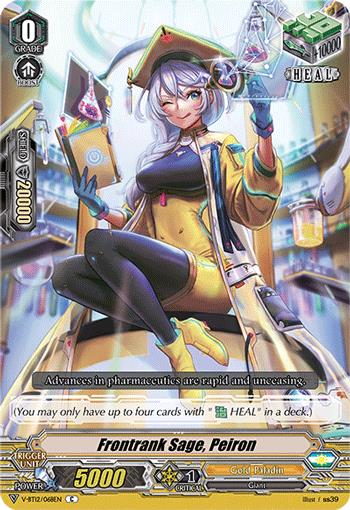 0
GRADE
BOOST
+10000
HEAL
SHIELD 20000
Advances in pharmaceutics are rapid and unceasing.
(You may only have up to four cards with " HEAL" in a deck.)
Frontrank Sage, Peiron
TRIGGER
UNIT
POWER
5000
1
CRITICAL
Gold Paladin
Giant
V-BT12/068EN C
Illust / ss39